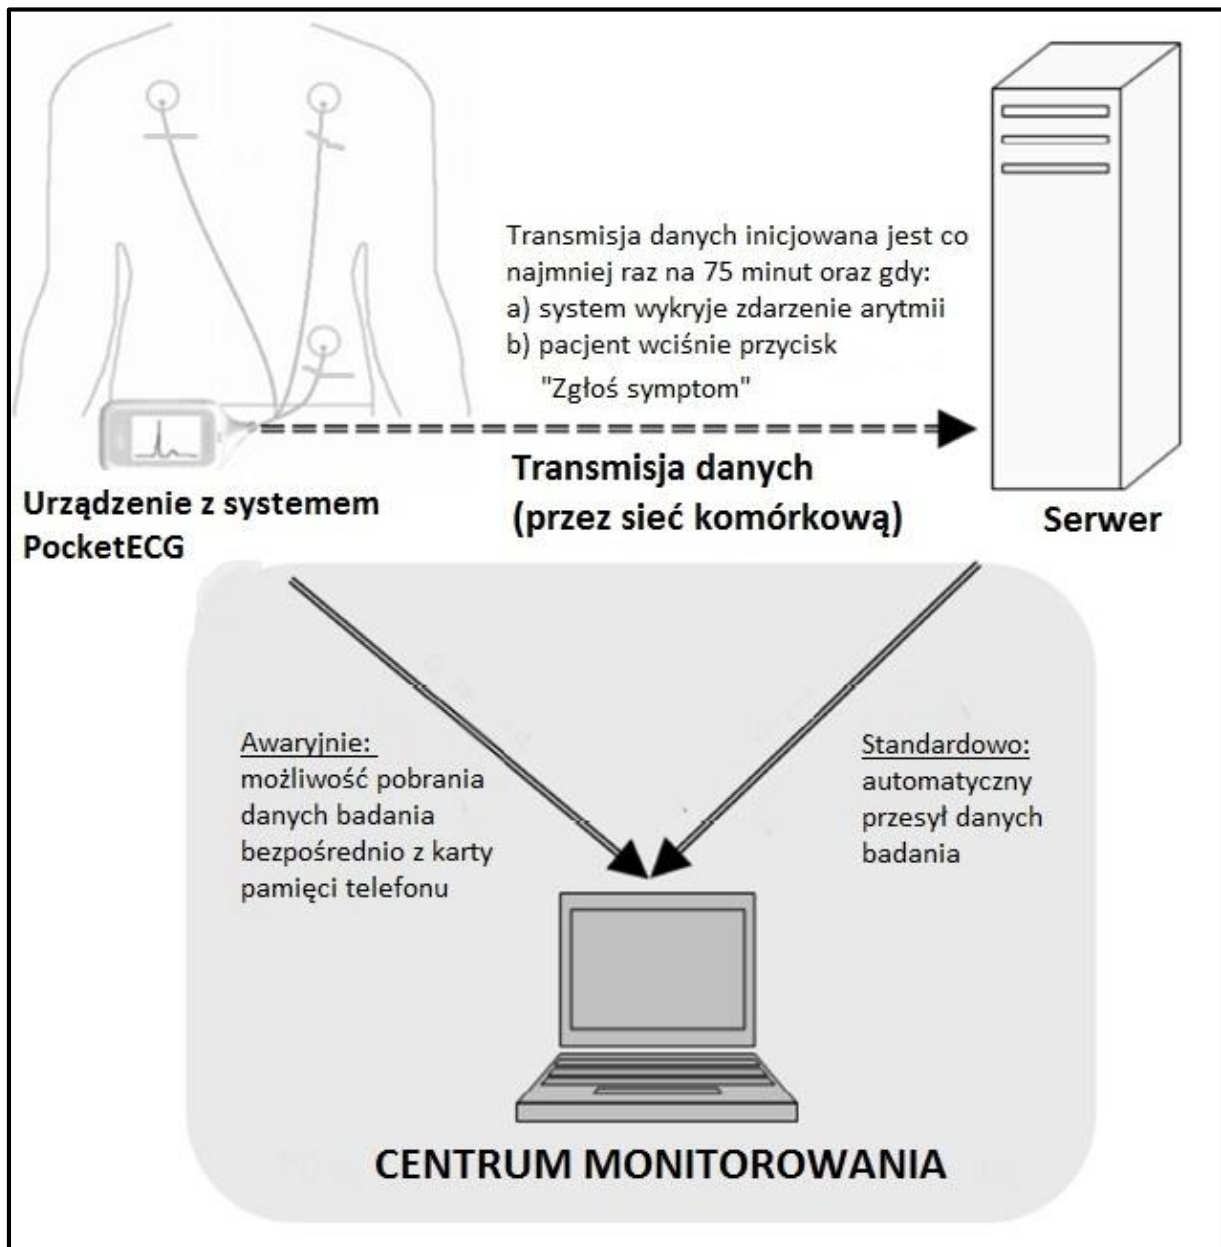 Transmisja danych inicjowana jest co
najmniej raz na 75 minut oraz gdy:
a) system wykryje zdarzenie arytmii
b) pacjent wciśnie przycisk
"Zgłoś symptom"
Transmisja danych
(przez sieć komórkową)
Urządzenie z systemem
PocketECG
Serwer
Awaryjnie:
możliwość pobrania
danych badania
bezpośrednio z karty
pamięci telefonu
Standardowo:
automatyczny
przesył danych
badania
CENTRUM MONITOROWANIA